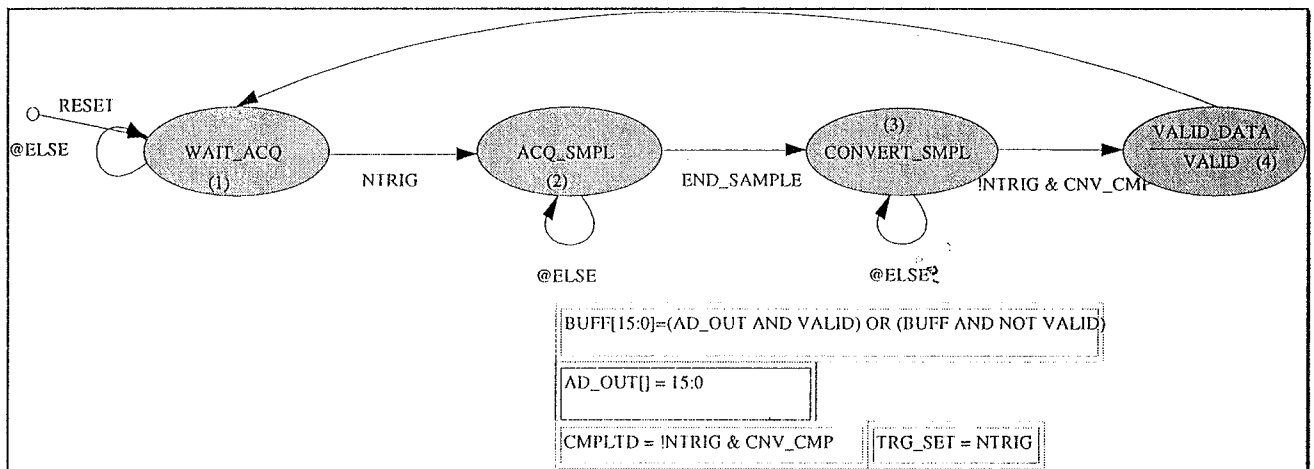 RESET
@ELSE
WAIT_ACQ
(1)
NTRIG
ACQ_SMPL
(2)
@ELSE
END_SAMPLE
(3)
CONVERT_SMPL
@ELSE
!NTRIG & CNV_CMP
VALID_DATA
VALID (4)
BUFF[15:0]=(AD_OUT AND VALID) OR (BUFF AND NOT VALID)
AD_OUT[] = 15:0
CMPLTD = !NTRIG & CNV_CMP
TRG_SET = NTRIG